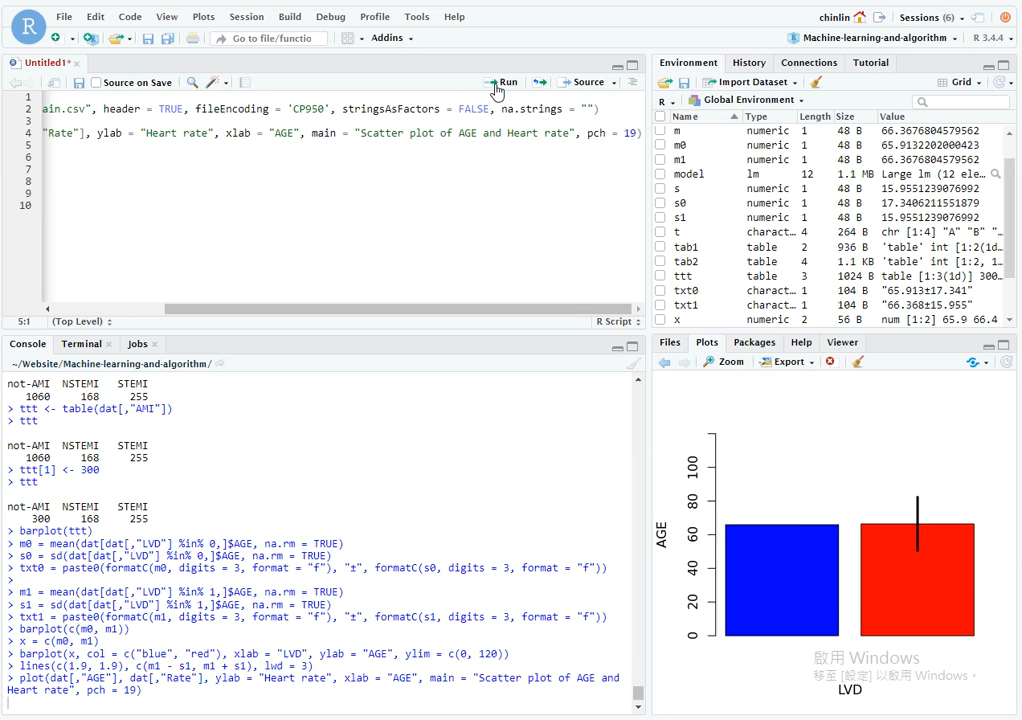 File Edit Code View Plots Session Build Debug Profile Tools Help
chinlin Sessions (6)
Go to file/functio Addins
Machine-learning-and-algorithm R 3.4.4
Untitled1*
Source on Save Run Source
1
2 ain.csv", header = TRUE, fileEncoding = 'CP950', stringsAsFactors = FALSE, na.strings = "")
3
4 "Rate"], ylab = "Heart rate", xlab = "AGE", main = "Scatter plot of AGE and Heart rate", pch = 19)
5
6
7
8
9
10
5:1 (Top Level) R Script
Console Terminal Jobs
~/Website/Machine-learning-and-algorithm/
not-AMI NSTEMI STEMI
1060 168 255
> ttt <- table(dat[,"AMI"])
> ttt
not-AMI NSTEMI STEMI
1060 168 255
> ttt[1] <- 300
> ttt
not-AMI NSTEMI STEMI
300 168 255
> barplot(ttt)
> m0 = mean(dat[dat[,"LVD"] %in% 0,]$AGE, na.rm = TRUE)
> s0 = sd(dat[dat[,"LVD"] %in% 0,]$AGE, na.rm = TRUE)
> txt0 = paste0(formatC(m0, digits = 3, format = "f"), "±", formatC(s0, digits = 3, format = "f"))
>
> m1 = mean(dat[dat[,"LVD"] %in% 1,]$AGE, na.rm = TRUE)
> s1 = sd(dat[dat[,"LVD"] %in% 1,]$AGE, na.rm = TRUE)
> txt1 = paste0(formatC(m1, digits = 3, format = "f"), "±", formatC(s1, digits = 3, format = "f"))
> barplot(c(m0, m1))
> x = c(m0, m1)
> barplot(x, col = c("blue", "red"), xlab = "LVD", ylab = "AGE", ylim = c(0, 120))
> lines(c(1.9, 1.9), c(m1 - s1, m1 + s1), lwd = 3)
> plot(dat[,"AGE"], dat[,"Rate"], ylab = "Heart rate", xlab = "AGE", main = "Scatter plot of AGE and
Heart rate", pch = 19)
Environment History Connections Tutorial
Import Dataset Grid
R Global Environment
Name Type Length Size Value
m numeric 1 48 B 66.3676804579562
m0 numeric 1 48 B 65.9132202000423
m1 numeric 1 48 B 66.3676804579562
model lm 12 1.1 MB Large lm (12 ele…
s numeric 1 48 B 15.9551239076992
s0 numeric 1 48 B 17.3406211551879
s1 numeric 1 48 B 15.9551239076992
t charact… 4 264 B chr [1:4] "A" "B" "…
tab1 table 2 936 B 'table' int [1:2(1d…
tab2 table 4 1.1 KB 'table' int [1:2, 1…
ttt table 3 1024 B table [1:3(1d)] 300…
txt0 charact… 1 104 B "65.913±17.341"
txt1 charact… 1 104 B "66.368±15.955"
x numeric 2 56 B num [1:2] 65.9 66.4
Files Plots Packages Help Viewer
Zoom Export
AGE
100
80
60
40
20
0
LVD
啟用 Windows
移至 [設定] 以啟用 Windows。